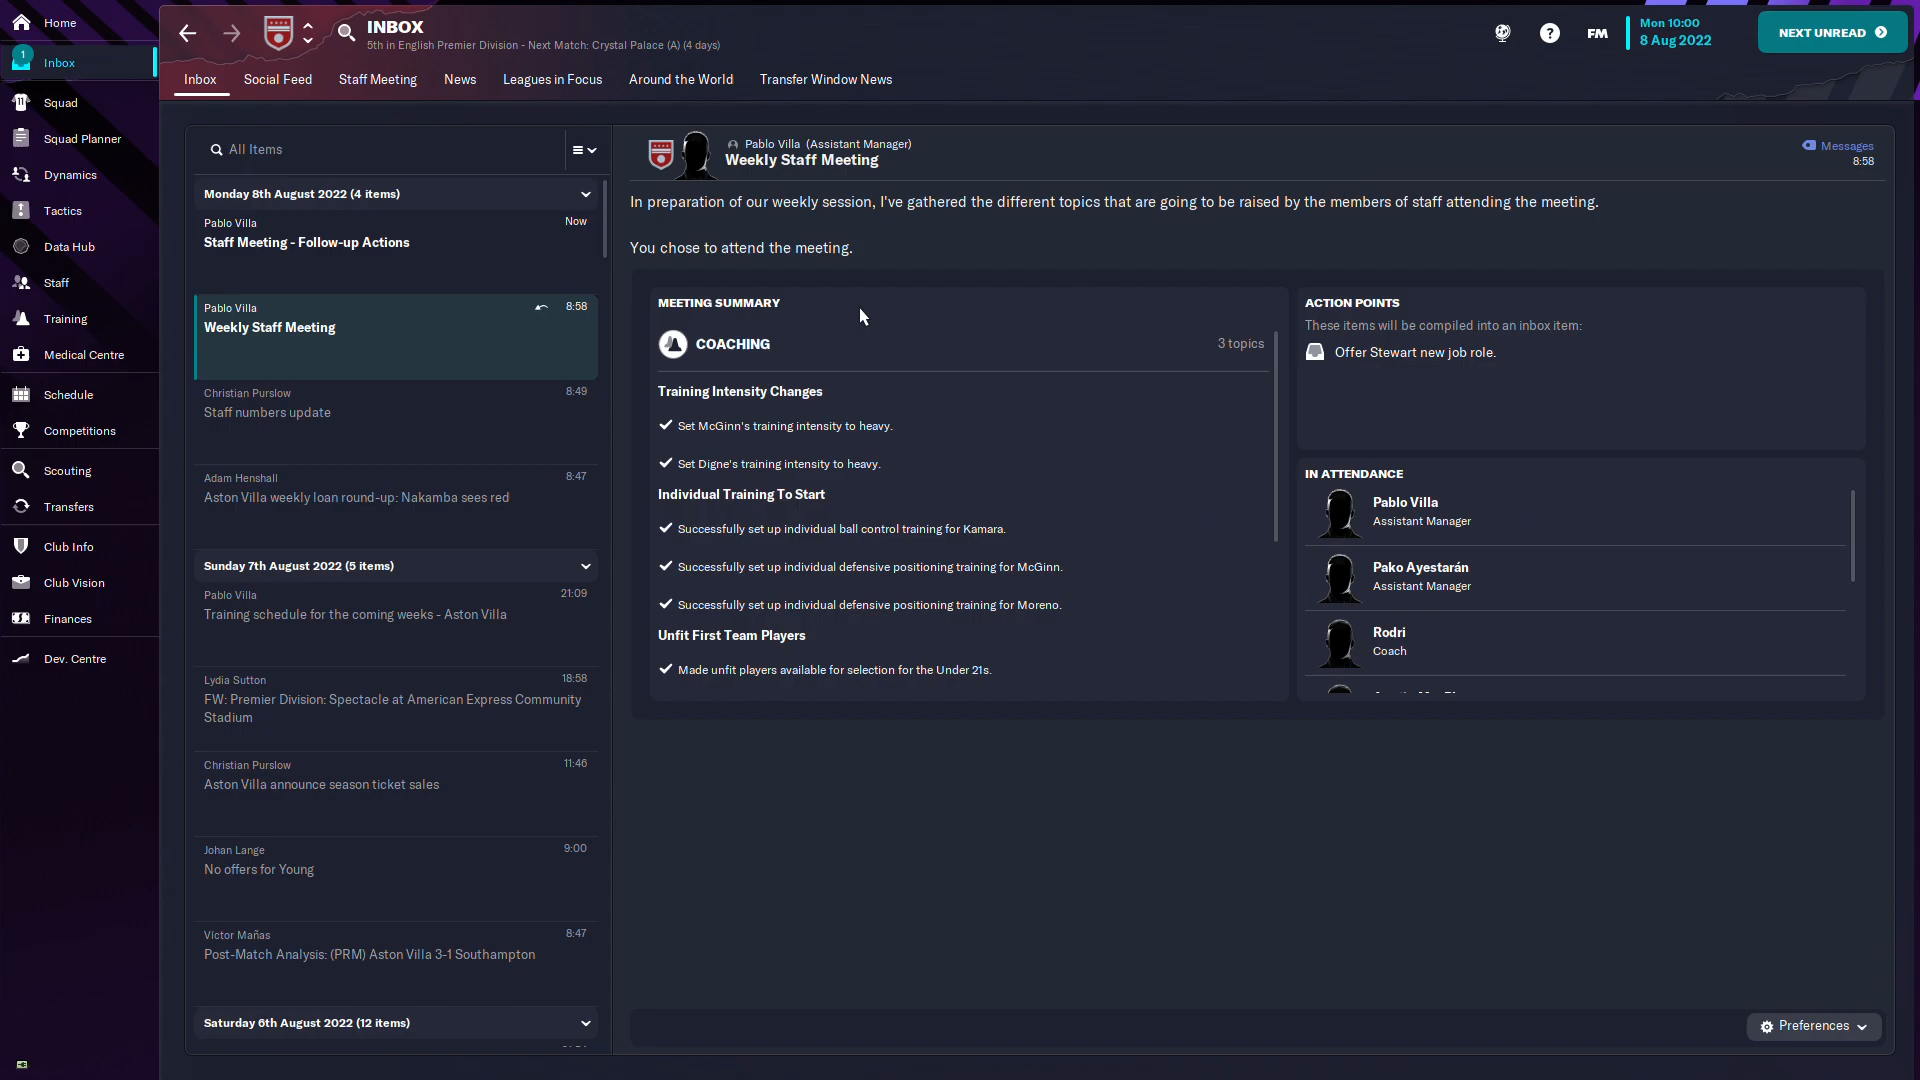 Home
1
Inbox
Squad
Squad Planner
Dynamics
Tactics
Data Hub
Staff
Training
Medical Centre
Schedule
Competitions
Scouting
Transfers
Club Info
Club Vision
Finances
Dev. Centre
INBOX
5th in English Premier Division - Next Match: Crystal Palace (A) (4 days)
FM
Mon 10:00
8 Aug 2022
NEXT UNREAD
Inbox
Social Feed
Staff Meeting
News
Leagues in Focus
Around the World
Transfer Window News
All Items
Monday 8th August 2022 (4 items)
Pablo Villa
Now
Staff Meeting - Follow-up Actions
Pablo Villa
8:58
Weekly Staff Meeting
Christian Purslow
8:49
Staff numbers update
Adam Henshall
8:47
Aston Villa weekly loan round-up: Nakamba sees red
Sunday 7th August 2022 (5 items)
Pablo Villa
21:09
Training schedule for the coming weeks - Aston Villa
Lydia Sutton
18:58
FW: Premier Division: Spectacle at American Express Community
Stadium
Christian Purslow
11:46
Aston Villa announce season ticket sales
Johan Lange
9:00
No offers for Young
Víctor Mañas
8:47
Post-Match Analysis: (PRM) Aston Villa 3-1 Southampton
Saturday 6th August 2022 (12 items)
Pablo Villa (Assistant Manager)
Weekly Staff Meeting
Messages
8:58
In preparation of our weekly session, I've gathered the different topics that are going to be raised by the members of staff attending the meeting.
You chose to attend the meeting.
MEETING SUMMARY
COACHING
3 topics
Training Intensity Changes
Set McGinn's training intensity to heavy.
Set Digne's training intensity to heavy.
Individual Training To Start
Successfully set up individual ball control training for Kamara.
Successfully set up individual defensive positioning training for McGinn.
Successfully set up individual defensive positioning training for Moreno.
Unfit First Team Players
Made unfit players available for selection for the Under 21s.
ACTION POINTS
These items will be compiled into an inbox item:
Offer Stewart new job role.
IN ATTENDANCE
Pablo Villa
Assistant Manager
Pako Ayestarán
Assistant Manager
Rodri
Coach
Preferences